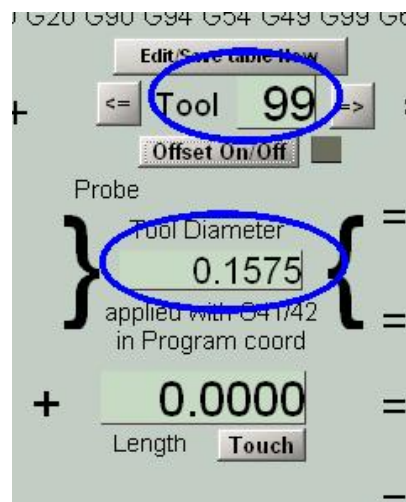 G20 G90 G94 G54 G49 G99
Edit/Save table Now
+ <= Tool 99 =>
Offset On/Off
Probe
} Tool Diameter { =
0.1575
applied with G41/42 =
in Program coord
+ 0.0000 =
Length Touch